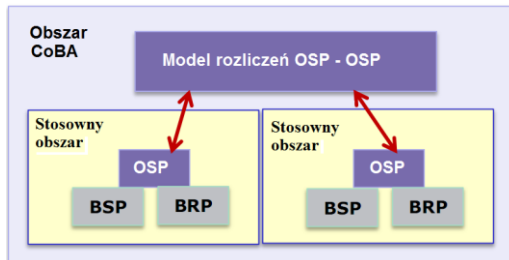 Obszar
CoBA
Model rozliczeń OSP - OSP
Stosowny
obszar
OSP
BSP
BRP
Stosowny
obszar
OSP
BSP
BRP